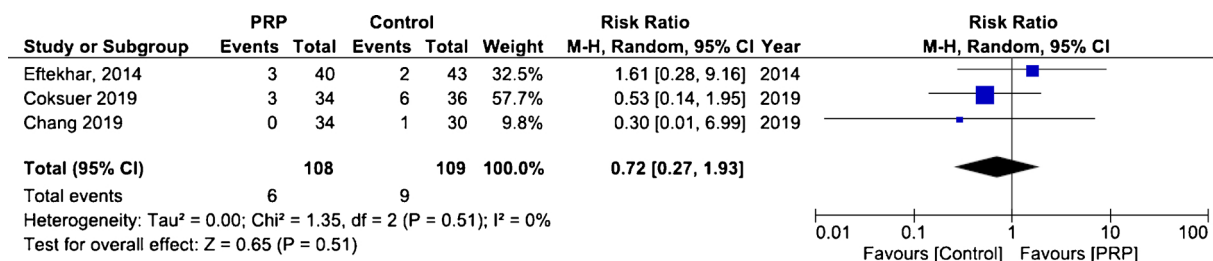 PRP Control Risk Ratio Risk Ratio
Study or Subgroup Events Total Events Total Weight M-H, Random, 95% CI Year M-H, Random, 95% CI
Eftekhar, 2014 3 40 2 43 32.5% 1.61 [0.28, 9.16] 2014
Coksuer 2019 3 34 6 36 57.7% 0.53 [0.14, 1.95] 2019
Chang 2019 0 34 1 30 9.8% 0.30 [0.01, 6.99] 2019
Total (95% CI) 108 109 100.0% 0.72 [0.27, 1.93]
Total events 6 9
Heterogeneity: Tau² = 0.00; Chi² = 1.35, df = 2 (P = 0.51); I² = 0%
Test for overall effect: Z = 0.65 (P = 0.51)
0.01 0.1 1 10 100
Favours [Control] Favours [PRP]